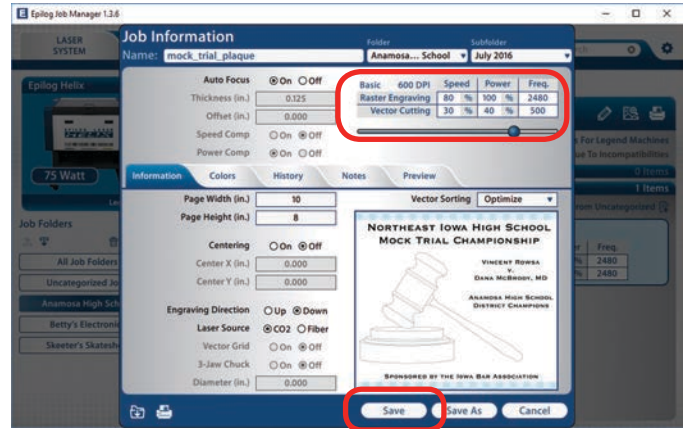 Epilog Job Manager 1.3.6
LASER
SYSTEM
Job Information
Folder
Subfolder
Name: mock_trial_plaque
Anamosa... School
July 2016
Epilog Helix
75 Watt
Job Folders
All Job Folders
Uncategorized Jo
Anamosa High Sch
Betty's Electronic
Skeeter's Skatesh
Auto Focus On Off
Thickness (in.) 0.125
Offset (in.) 0.000
Speed Comp On Off
Power Comp On Off
Basic 600 DPI Speed Power Freq.
Raster Engraving 80 % 100 % 2480
Vector Cutting 30 % 40 % 500
Information Colors History Notes Preview
Page Width (in.) 10
Page Height (in.) 8
Centering On Off
Center X (in.) 0.000
Center Y (in.) 0.000
Engraving Direction Up Down
Laser Source CO2 Fiber
Vector Grid On Off
3-Jaw Chuck On Off
Diameter (in.) 0.000
Vector Sorting Optimize
Northeast Iowa High School
Mock Trial Championship
Vincent Rowsa
v.
Dana McBrody, MD
Anamosa High School
District Champions
Sponsored by the Iowa Bar Association
s For Legend Machines
ue To Incompatibilities
0 Items
1 Items
rom Uncategorized
er Freq.
% 2480
% 2480
Save
Save As
Cancel